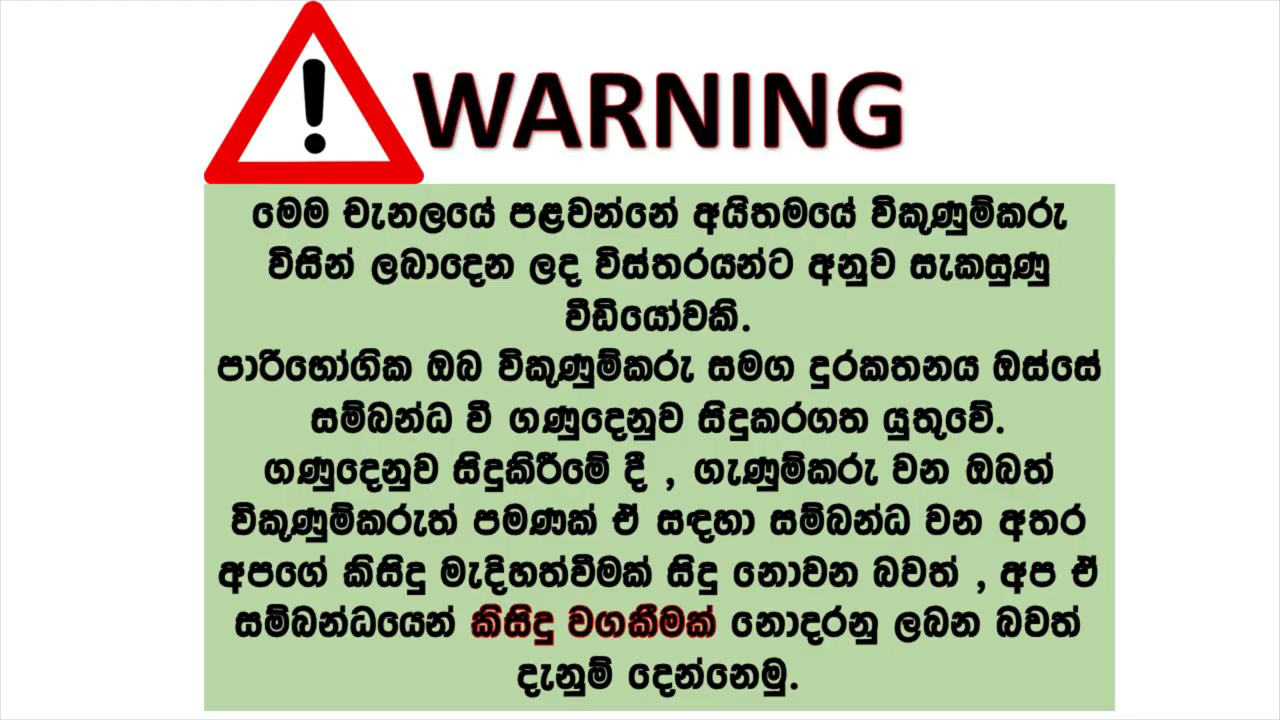 WARNING
මෙම චැනලයේ පළවන්නේ අයිතමයේ විකුණුම්කරු
විසින් ලබාදෙන ලද විස්තරයන්ට අනුව සැකසුණු
වීඩියෝවකි.
පාරිභෝගික ඔබ විකුණුම්කරු සමග දුරකතනය ඔස්සේ
සම්බන්ධ වී ගණුදෙනුව සිදුකරගත යුතුවේ.
ගණුදෙනුව සිදුකිරීමේ දී , ගැණුම්කරු වන ඔබත්
විකුණුම්කරුත් පමණක් ඒ සඳහා සම්බන්ධ වන අතර
අපගේ කිසිදු මැදිහත්වීමක් සිදු නොවන බවත් , අප ඒ
සම්බන්ධයෙන් කිසිදු වගකීමක් නොදරනු ලබන බවත්
දැනුම් දෙන්නෙමු.